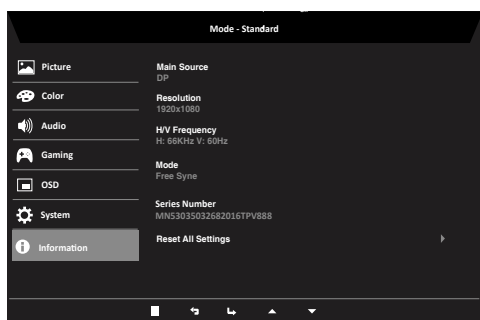 Mode - Standard
Picture
Color
Audio
Gaming
OSD
System
Information
Main Source
DP
Resolution
1920x1080
H/V Frequency
H: 66KHz V: 60Hz
Mode
Free Syne
Series Number
MN53035032682016TPV888
Reset All Settings